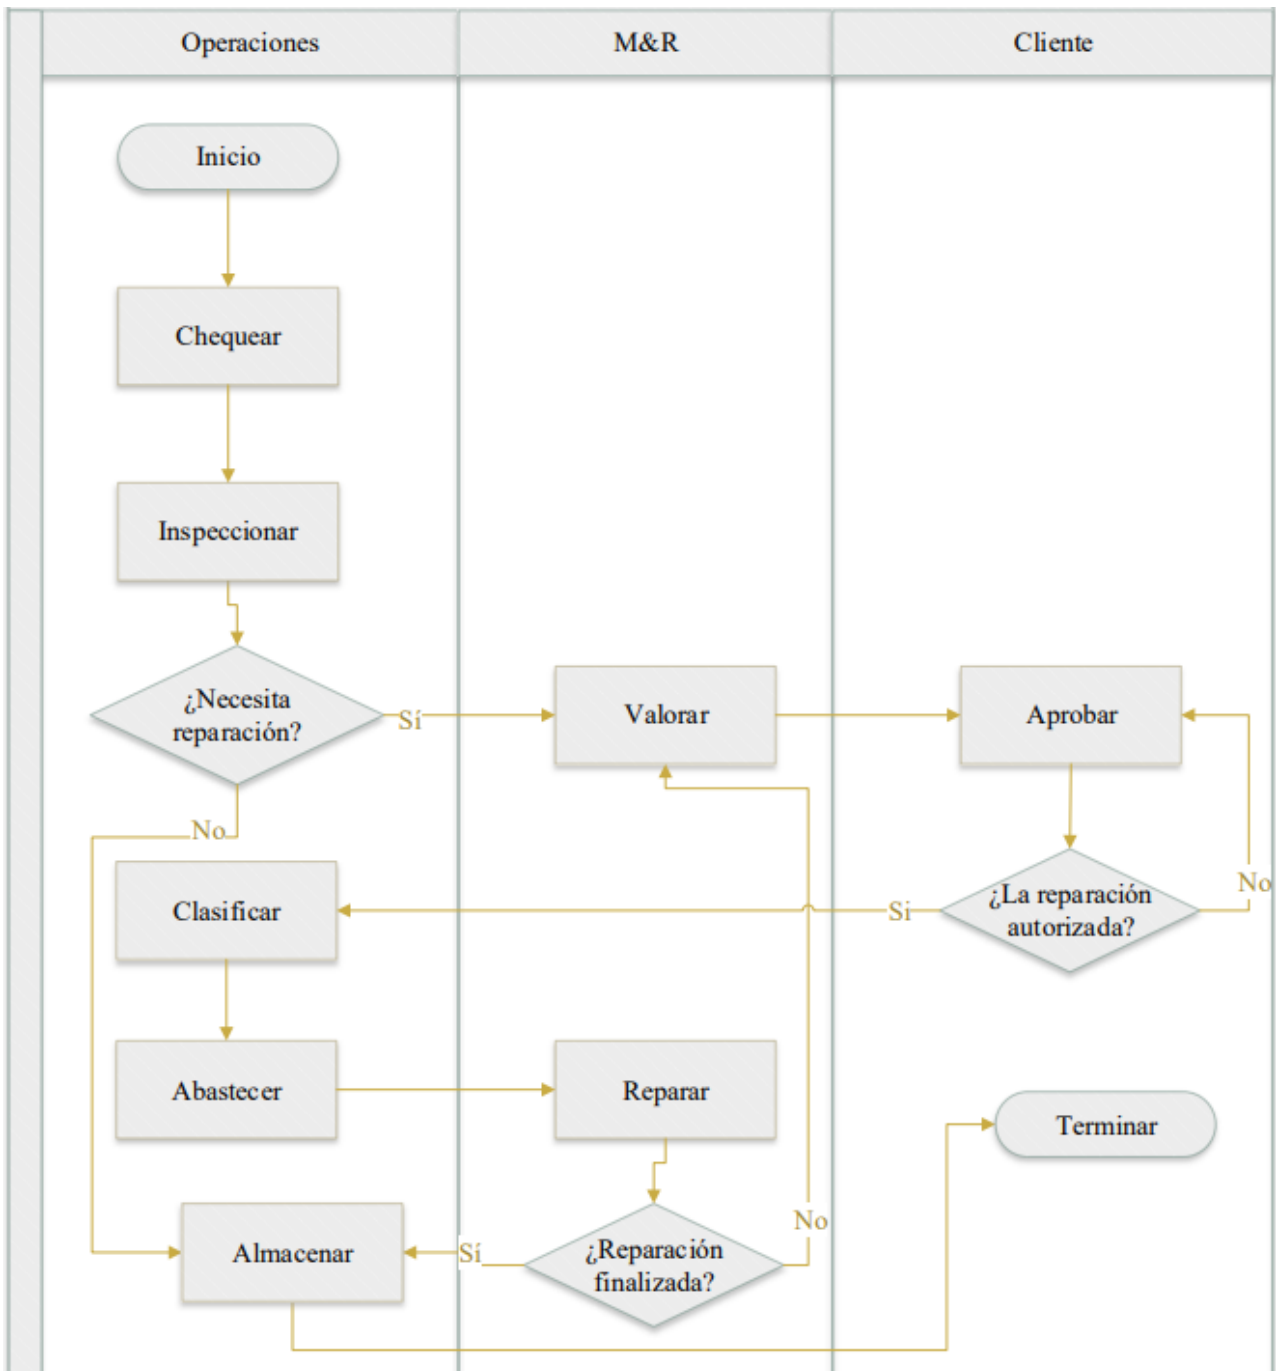 Operaciones
M&R
Cliente
Inicio
Chequear
Inspeccionar
¿Necesita
reparación?
Sí
Valorar
Aprobar
No
Clasificar
Si
¿La reparación
autorizada?
No
Abastecer
Reparar
Terminar
Almacenar
Sí
¿Reparación
finalizada?
No